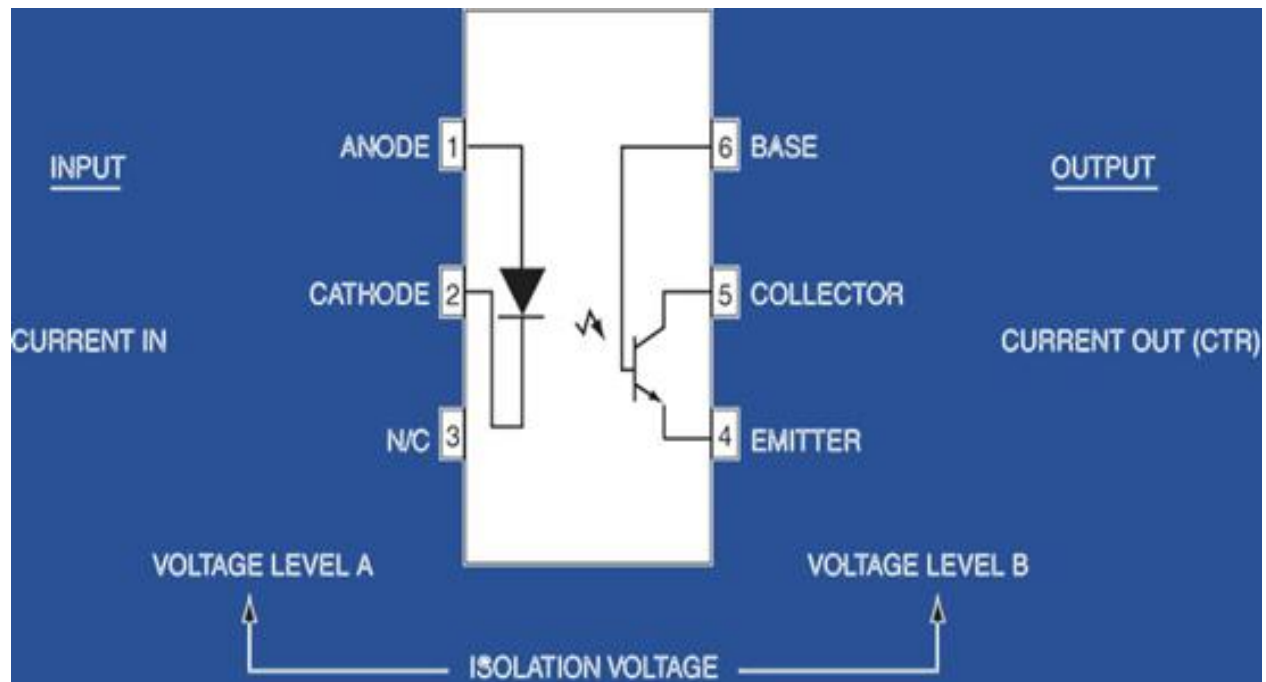 ANODE 1
6 BASE
INPUT
OUTPUT
CATHODE 2
5 COLLECTOR
CURRENT IN
CURRENT OUT (CTR)
N/C 3
4 EMITTER
VOLTAGE LEVEL A
VOLTAGE LEVEL B
ISOLATION VOLTAGE